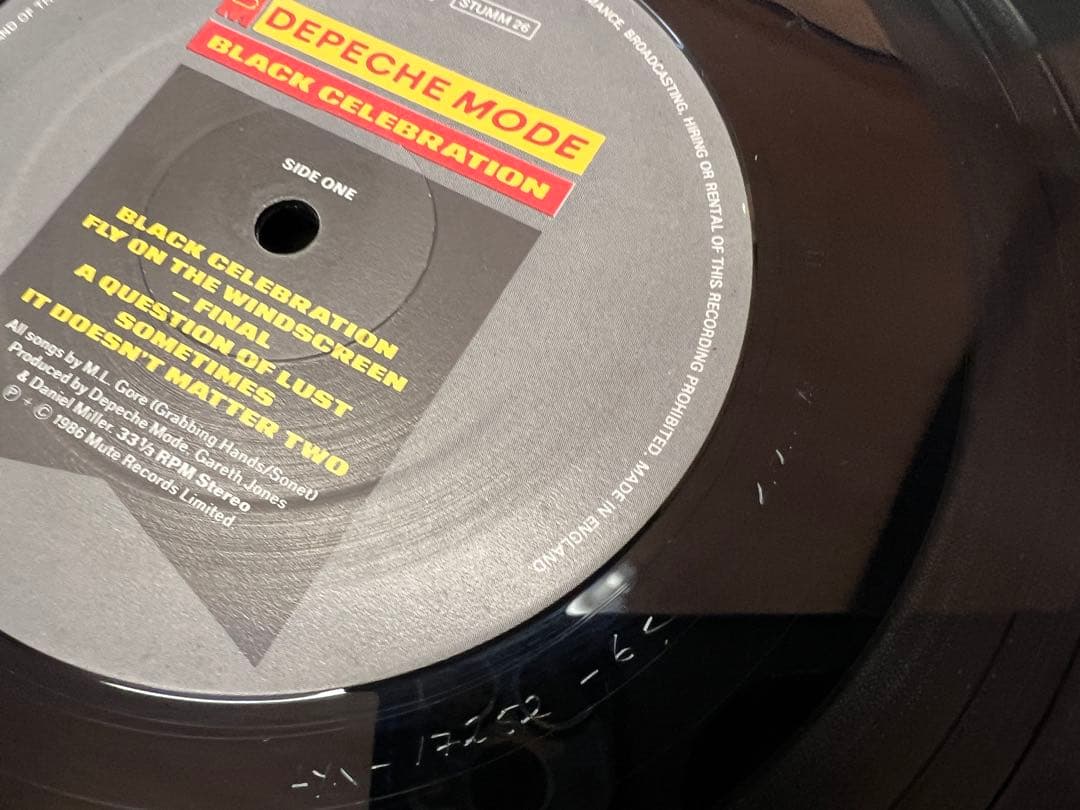 STUMM 26
DEPECHE MODE
BLACK CELEBRATION
SIDE ONE
BLACK CELEBRATION
FLY ON THE WINDSCREEN
– FINAL
A QUESTION OF LUST
SOMETIMES
IT DOESN'T MATTER TWO
All songs by M.L. Gore (Grabbing Hands/Sonet)
Produced by Depeche Mode, Gareth Jones
& Daniel Miller. 33⅓ RPM Stereo
Ⓟ + © 1986 Mute Records Limited
BROADCASTING, HIRING OR RENTAL OF THIS RECORDING PROHIBITED. MADE IN ENGLAND
17252